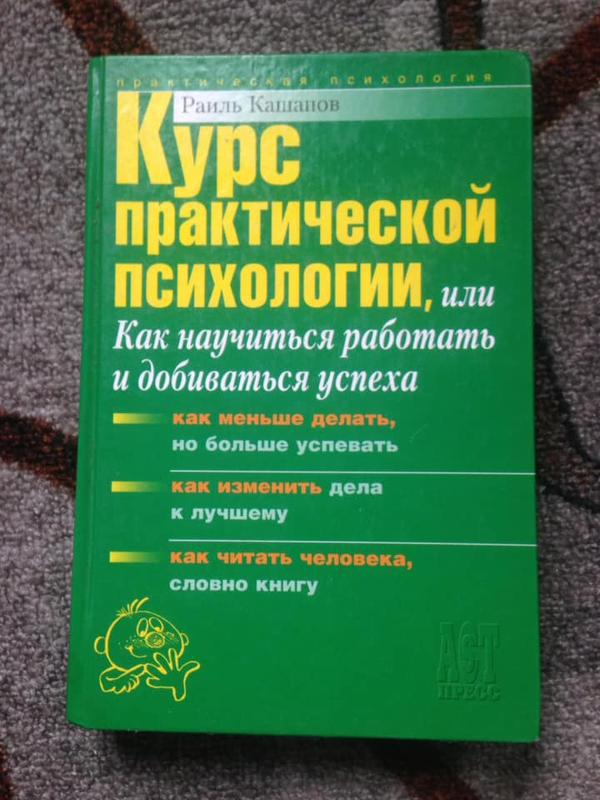 практическая психология
Раиль Кашапов
Курс
практической
психологии, или
Как научиться работать
и добиваться успеха
как меньше делать,
но больше успевать
как изменить дела
к лучшему
как читать человека,
словно книгу
АСТ
ПРЕСС